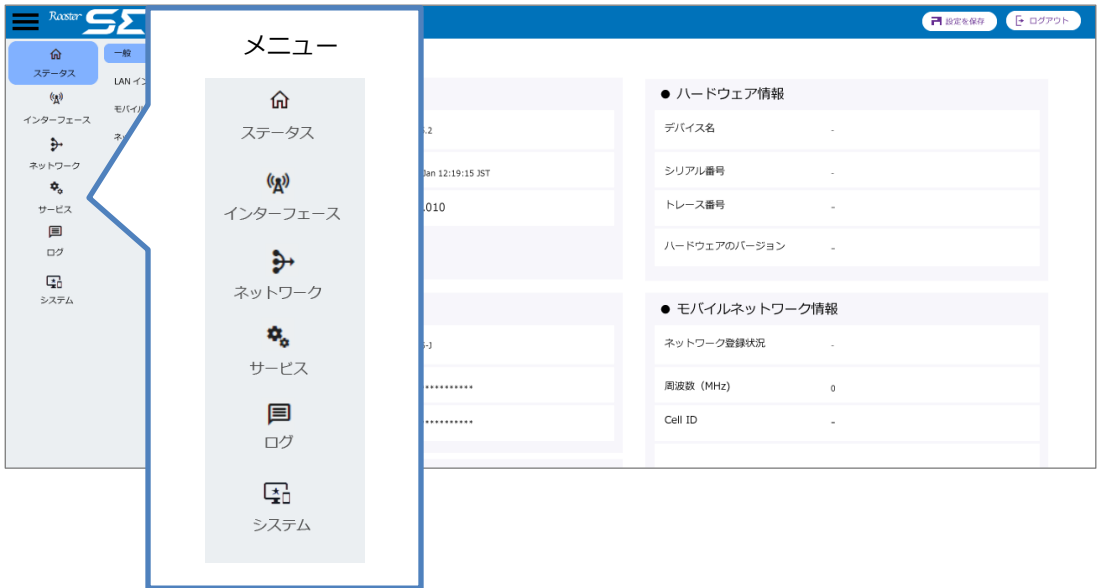 Rooster
設定を保存
ログアウト
ステータス
インターフェース
ネットワーク
サービス
ログ
システム
一般
LAN イン
モバイル
メニュー
ステータス
インターフェース
ネットワーク
サービス
ログ
システム
.2
Jan 12:19:15 JST
.010
-J
***********
***********
● ハードウェア情報
デバイス名 -
シリアル番号 -
トレース番号 -
ハードウェアのバージョン -
● モバイルネットワーク情報
ネットワーク登録状況 -
周波数（MHz) 0
Cell ID -